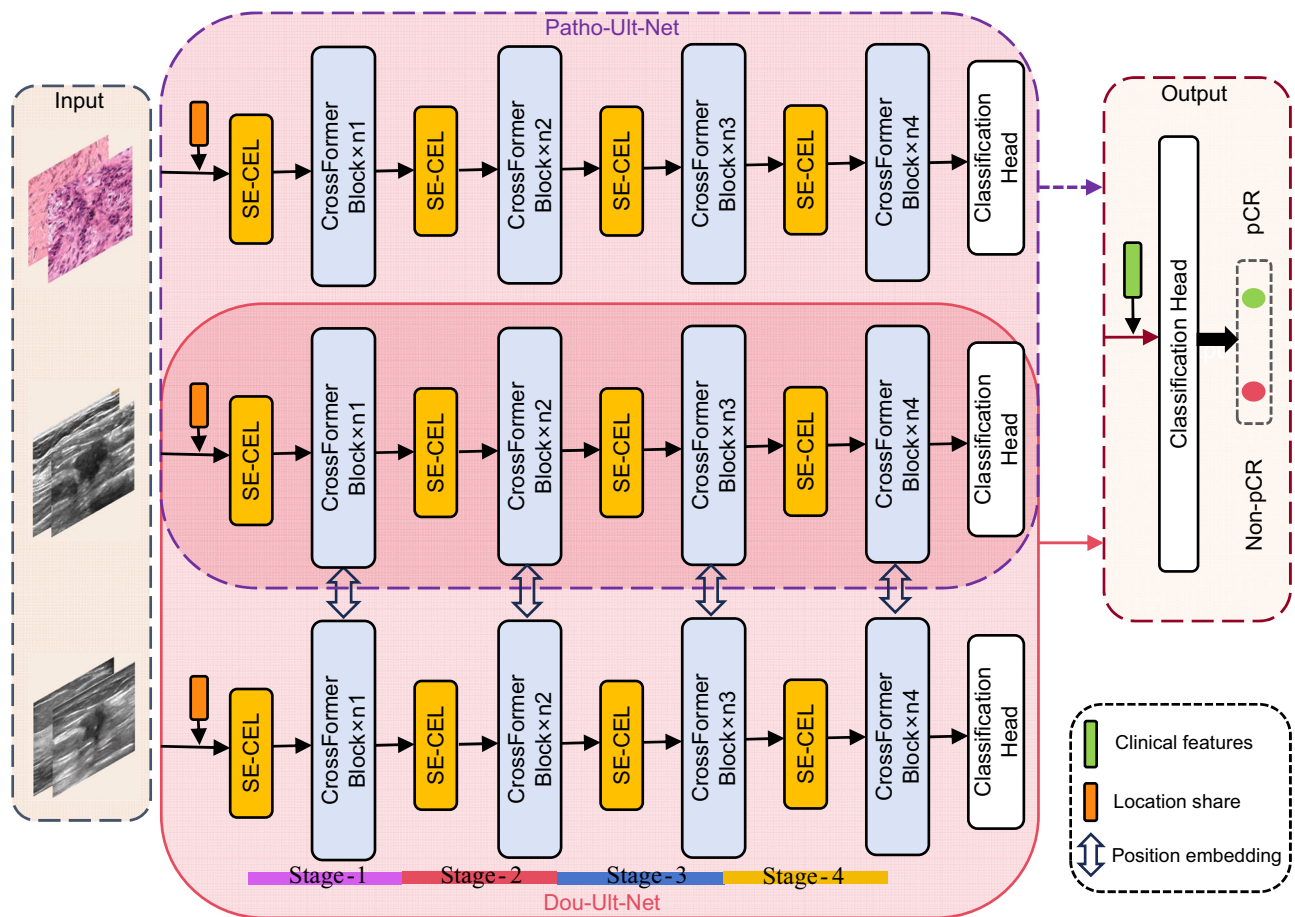 Patho-Ult-Net
Input
Output
SE-CEL
CrossFormer
Block×n1
SE-CEL
CrossFormer
Block×n2
SE-CEL
CrossFormer
Block×n3
SE-CEL
CrossFormer
Block×n4
Classification
Head
SE-CEL
CrossFormer
Block×n1
SE-CEL
CrossFormer
Block×n2
SE-CEL
CrossFormer
Block×n3
SE-CEL
CrossFormer
Block×n4
Classification
Head
SE-CEL
CrossFormer
Block×n1
SE-CEL
CrossFormer
Block×n2
SE-CEL
CrossFormer
Block×n3
SE-CEL
CrossFormer
Block×n4
Classification
Head
Classification Head
pCR
Non-pCR
Clinical features
Location share
Position embedding
Stage-1
Stage-2
Stage-3
Stage-4
Dou-Ult-Net